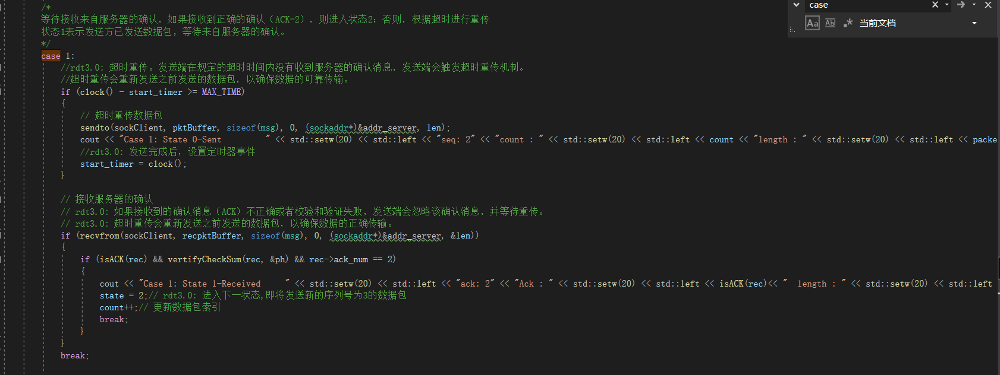 /*
等待接收来自服务器的确认，如果接收到正确的确认（ACK=2），则进入状态2；否则，根据超时进行重传
状态1表示发送方已发送数据包，等待来自服务器的确认。
*/
case 1:
//rdt3.0: 超时重传。发送端在规定的超时时间内没有收到服务器的确认消息，发送端会触发超时重传机制。
//超时重传会重新发送之前发送的数据包，以确保数据的可靠传输。
if (clock() - start_timer >= MAX_TIME)
{
// 超时重传数据包
sendto(sockClient, pktBuffer, sizeof(msg), 0, (sockaddr*)&addr_server, len);
cout << "Case 1: State 0-Sent         " << std::setw(20) << std::left << "seq: 2" << "count : " << std::setw(20) << std::left << count << "length : " << std::setw(20) << std::left << packe
//rdt3.0: 发送完成后，设置定时器事件
start_timer = clock();
}
// 接收服务器的确认
// rdt3.0: 如果接收到的确认消息（ACK）不正确或者校验和验证失败，发送端会忽略该确认消息，并等待重传。
// rdt3.0: 超时重传会重新发送之前发送的数据包，以确保数据的正确传输。
if (recvfrom(sockClient, recpktBuffer, sizeof(msg), 0, (sockaddr*)&addr_server, &len))
{
if (isACK(rec) && vertifyCheckSum(rec, &ph) && rec->ack_num == 2)
{
cout << "Case 1: State 1-Received     " << std::setw(20) << std::left << "ack: 2" << "Ack : " << std::setw(20) << std::left << isACK(rec)<< "  length : " << std::setw(20) << std::left
state = 2;// rdt3.0: 进入下一状态,即将发送新的序列号为3的数据包
count++;// 更新数据包索引
break;
}
}
break;
case
Aa Ab .* 当前文档